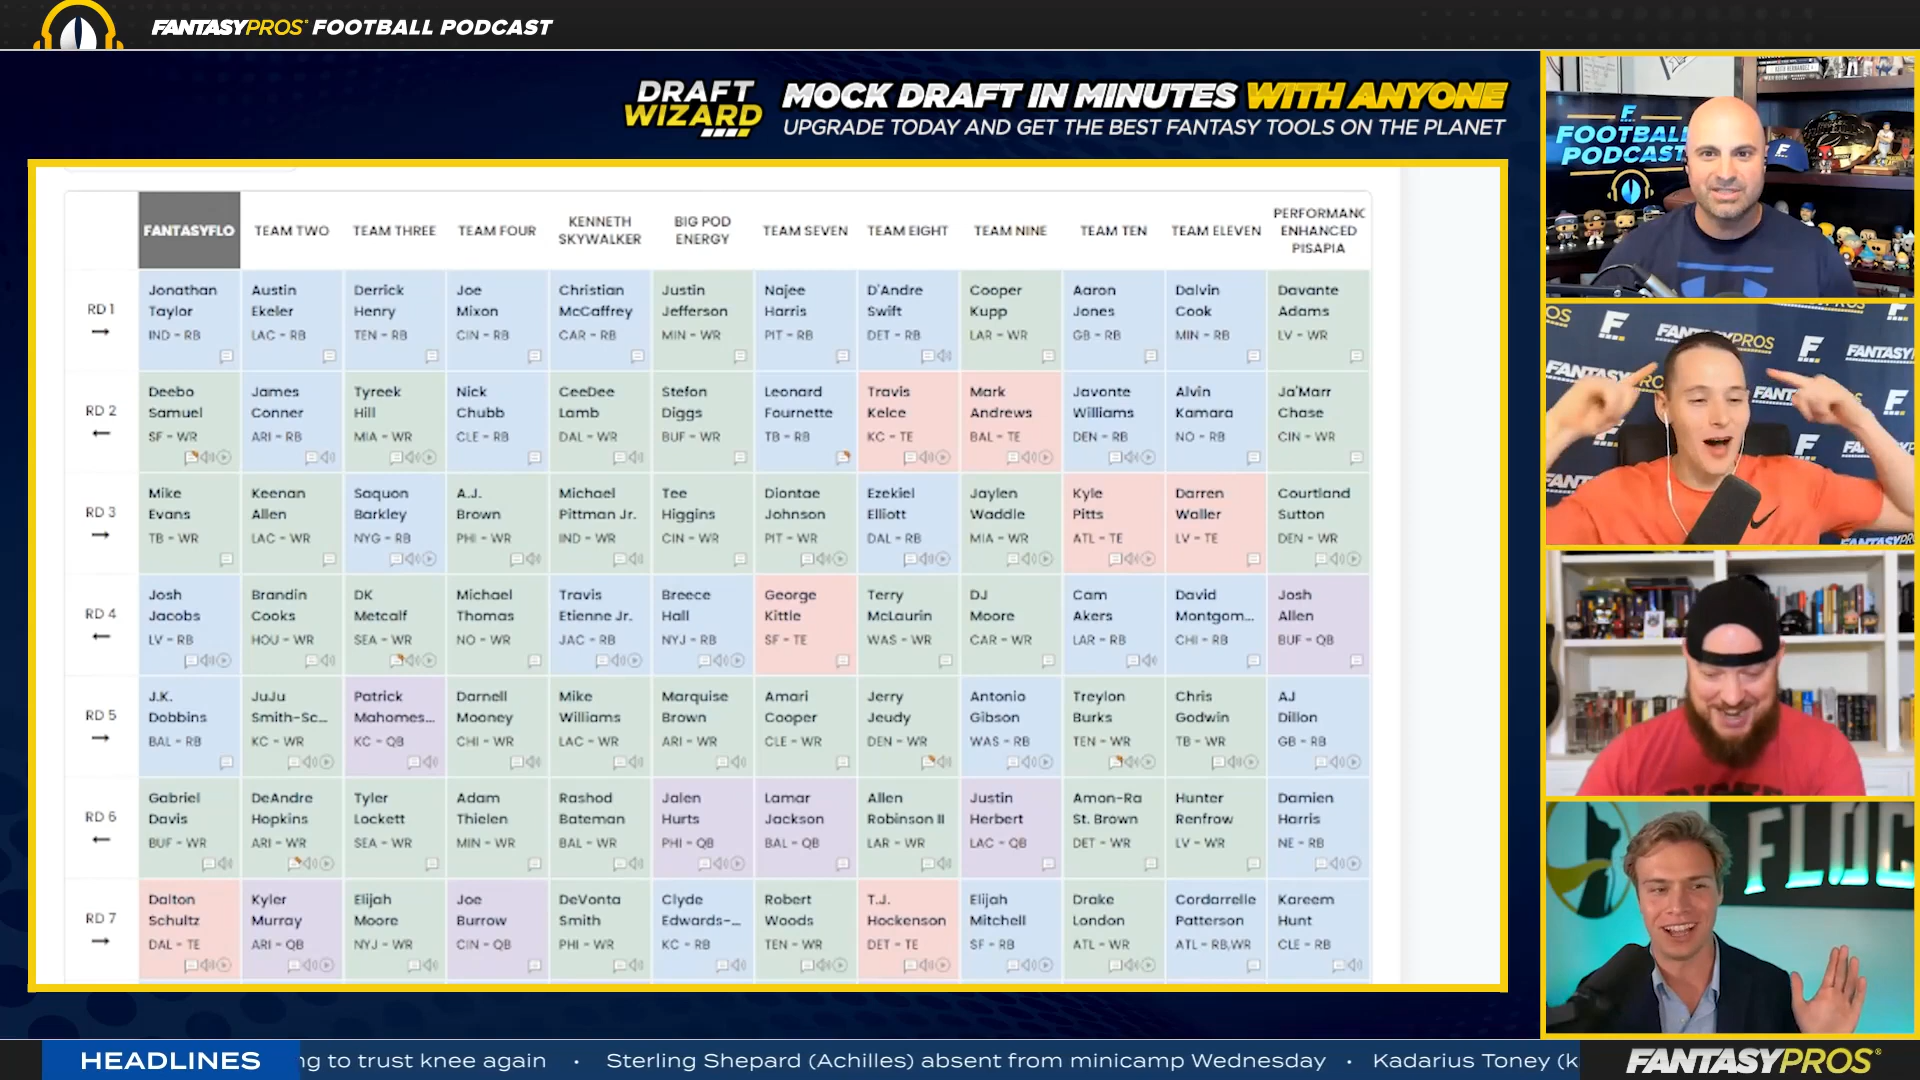 FANTASYPROS® FOOTBALL PODCAST
DRAFT
WIZARD
MOCK DRAFT IN MINUTES WITH ANYONE
UPGRADE TODAY AND GET THE BEST FANTASY TOOLS ON THE PLANET
FANTASYFLO TEAM TWO TEAM THREE TEAM FOUR KENNETH SKYWALKER BIG POD ENERGY TEAM SEVEN TEAM EIGHT TEAM NINE TEAM TEN TEAM ELEVEN PERFORMANC ENHANCED PISAPIA
RD 1
Jonathan Austin Derrick Joe Christian Justin Najee D'Andre Cooper Aaron Dalvin Davante
Taylor Ekeler Henry Mixon McCaffrey Jefferson Harris Swift Kupp Jones Cook Adams
IND - RB LAC - RB TEN - RB CIN - RB CAR - RB MIN - WR PIT - RB DET - RB LAR - WR GB - RB MIN - RB LV - WR
RD 2
Deebo James Tyreek Nick CeeDee Stefon Leonard Travis Mark Javonte Alvin Ja'Marr
Samuel Conner Hill Chubb Lamb Diggs Fournette Kelce Andrews Williams Kamara Chase
SF - WR ARI - RB MIA - WR CLE - RB DAL - WR BUF - WR TB - RB KC - TE BAL - TE DEN - RB NO - RB CIN - WR
RD 3
Mike Keenan Saquon A.J. Michael Tee Diontae Ezekiel Jaylen Kyle Darren Courtland
Evans Allen Barkley Brown Pittman Jr. Higgins Johnson Elliott Waddle Pitts Waller Sutton
TB - WR LAC - WR NYG - RB PHI - WR IND - WR CIN - WR PIT - WR DAL - RB MIA - WR ATL - TE LV - TE DEN - WR
RD 4
Josh Brandin DK Michael Travis Breece George Terry DJ Cam David Josh
Jacobs Cooks Metcalf Thomas Etienne Jr. Hall Kittle McLaurin Moore Akers Montgom... Allen
LV - RB HOU - WR SEA - WR NO - WR JAC - RB NYJ - RB SF - TE WAS - WR CAR - WR LAR - RB CHI - RB BUF - QB
RD 5
J.K. JuJu Patrick Darnell Mike Marquise Amari Jerry Antonio Treylon Chris AJ
Dobbins Smith-Sc... Mahomes... Mooney Williams Brown Cooper Jeudy Gibson Burks Godwin Dillon
BAL - RB KC - WR KC - QB CHI - WR LAC - WR ARI - WR CLE - WR DEN - WR WAS - RB TEN - WR TB - WR GB - RB
RD 6
Gabriel DeAndre Tyler Adam Rashod Jalen Lamar Allen Justin Amon-Ra Hunter Damien
Davis Hopkins Lockett Thielen Bateman Hurts Jackson Robinson II Herbert St. Brown Renfrow Harris
BUF - WR ARI - WR SEA - WR MIN - WR BAL - WR PHI - QB BAL - QB LAR - WR LAC - QB DET - WR LV - WR NE - RB
RD 7
Dalton Kyler Elijah Joe DeVonta Clyde Robert T.J. Elijah Drake Cordarrelle Kareem
Schultz Murray Moore Burrow Smith Edwards-... Woods Hockenson Mitchell London Patterson Hunt
DAL - TE ARI - QB NYJ - WR CIN - QB PHI - WR KC - RB TEN - WR DET - TE SF - RB ATL - WR ATL - RB,WR CLE - RB
FOOTBALL
PODCAST
FANTASYPROS
FLOC
HEADLINES
ng to trust knee again • Sterling Shepard (Achilles) absent from minicamp Wednesday • Kadarius Toney (k
FANTASYPROS®